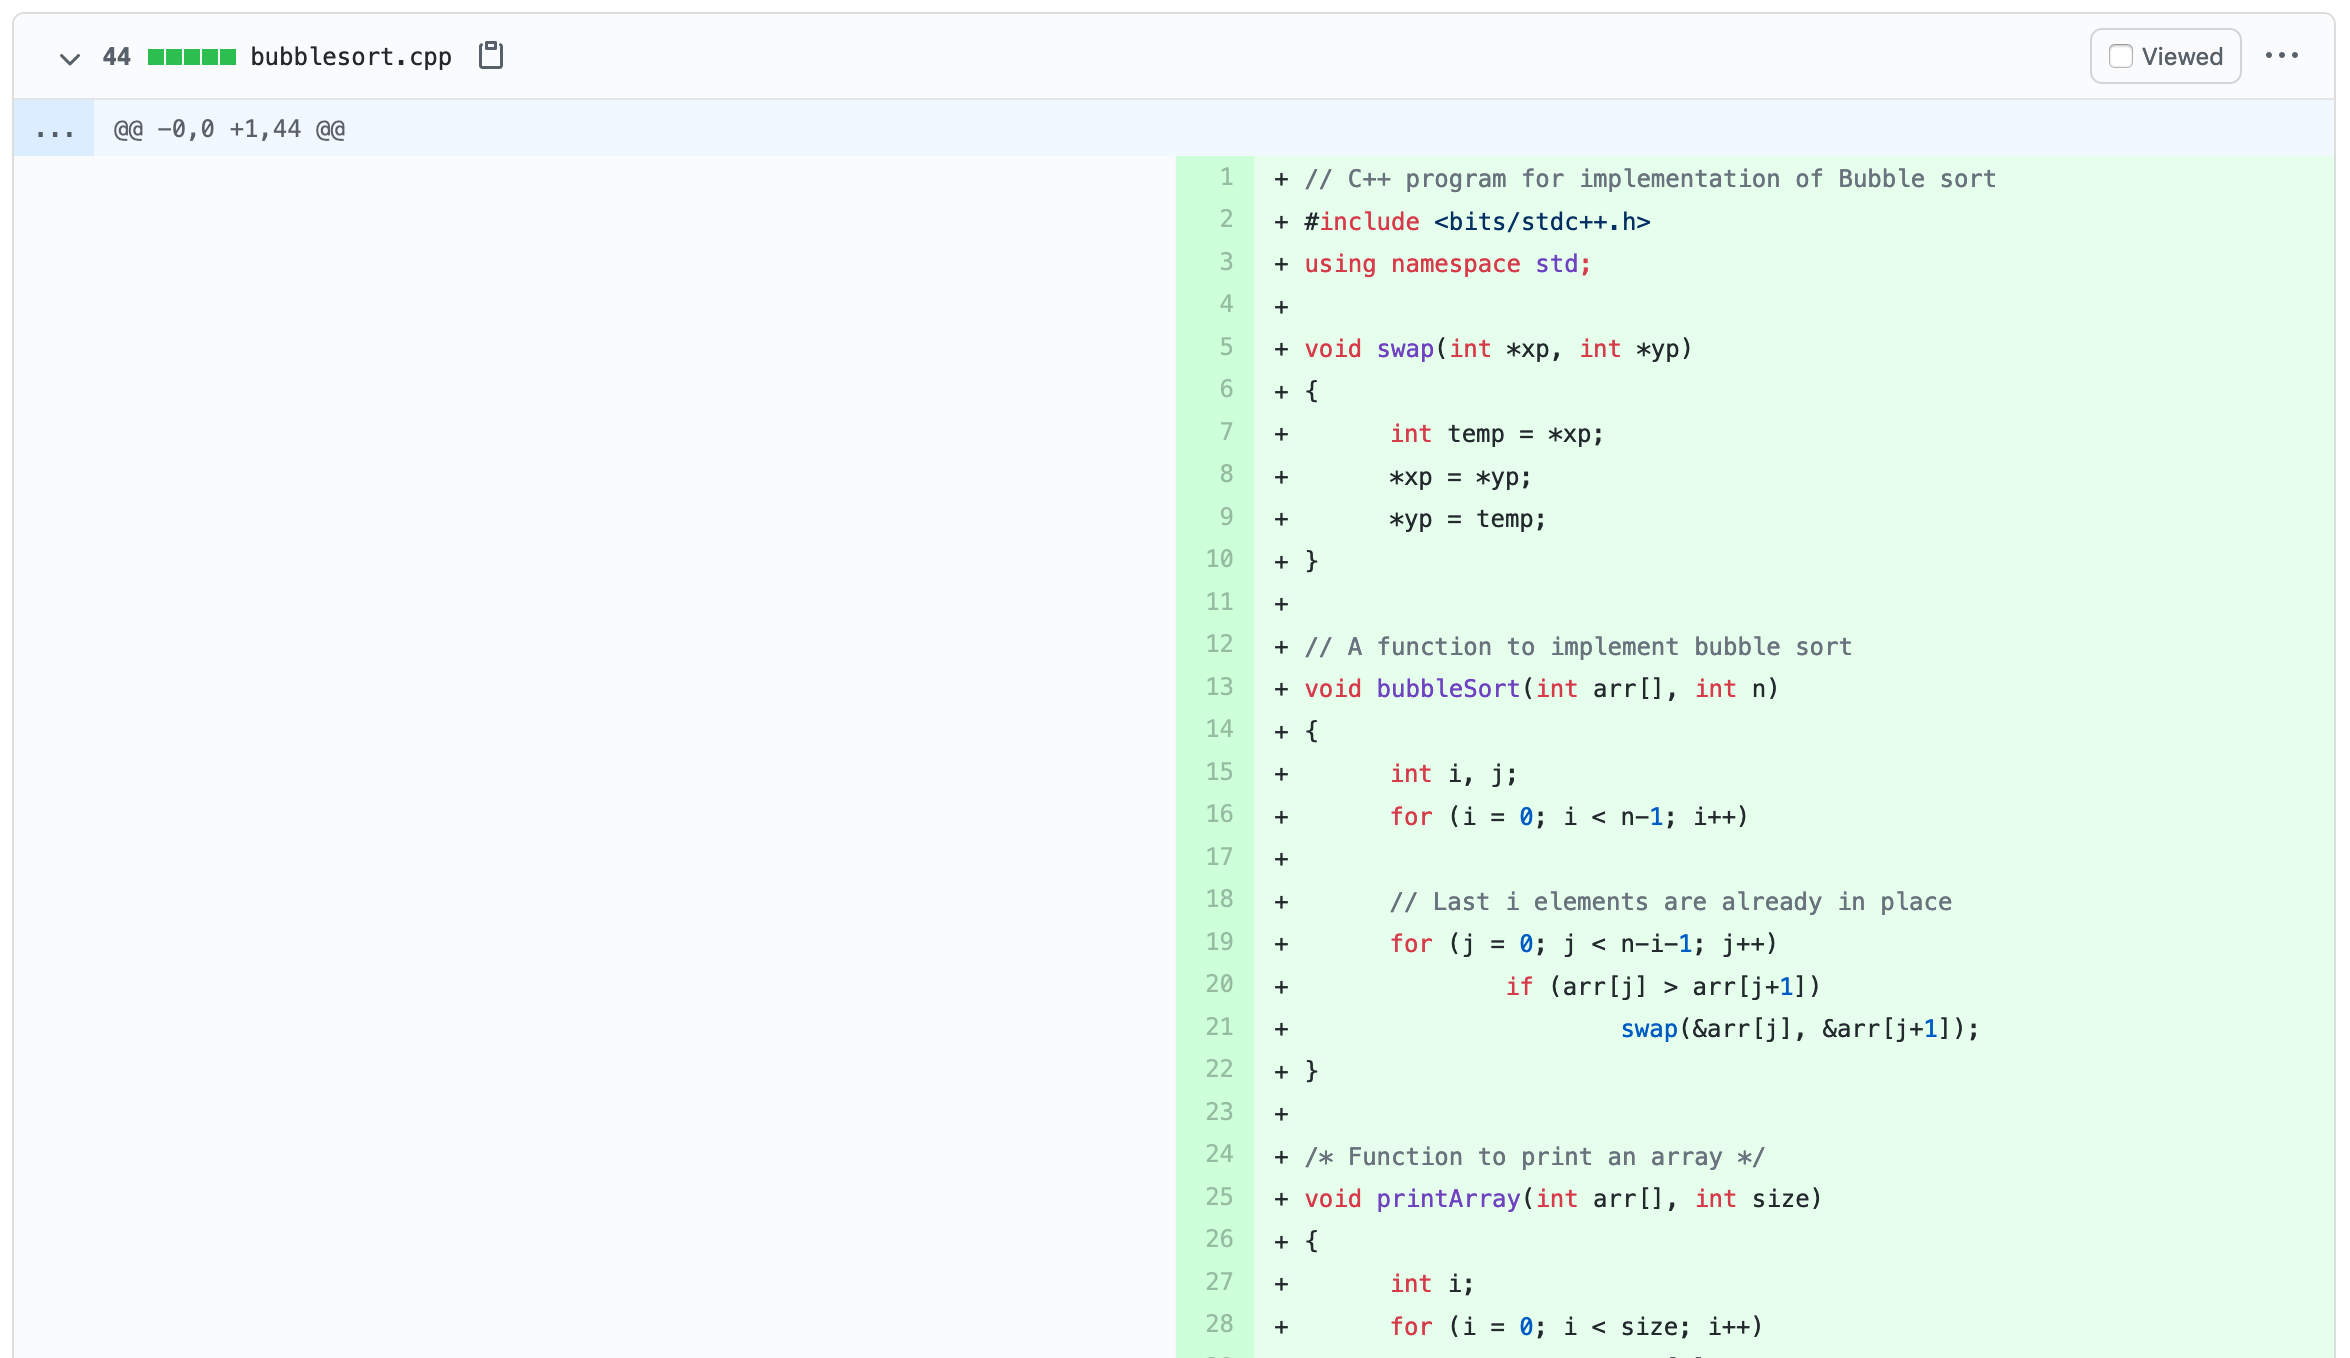 44 bubblesort.cpp Viewed ...
... @@ -0,0 +1,44 @@
1 + // C++ program for implementation of Bubble sort
2 + #include <bits/stdc++.h>
3 + using namespace std;
4 +
5 + void swap(int *xp, int *yp)
6 + {
7 + int temp = *xp;
8 + *xp = *yp;
9 + *yp = temp;
10 + }
11 +
12 + // A function to implement bubble sort
13 + void bubbleSort(int arr[], int n)
14 + {
15 + int i, j;
16 + for (i = 0; i < n-1; i++)
17 +
18 + // Last i elements are already in place
19 + for (j = 0; j < n-i-1; j++)
20 + if (arr[j] > arr[j+1])
21 + swap(&arr[j], &arr[j+1]);
22 + }
23 +
24 + /* Function to print an array */
25 + void printArray(int arr[], int size)
26 + {
27 + int i;
28 + for (i = 0; i < size; i++)